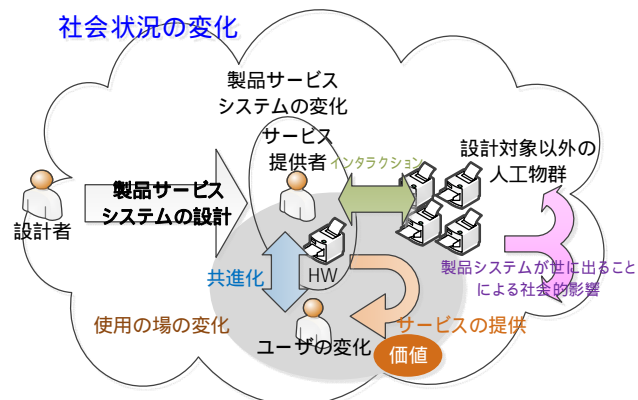 社会状況の変化
製品サービス
システムの変化
サービス
提供者
インタラクション
設計対象以外の
人工物群
製品サービス
システムの設計
設計者
共進化
HW
製品システムが世に出ること
による社会的影響
使用の場の変化
サービスの提供
ユーザの変化
価値